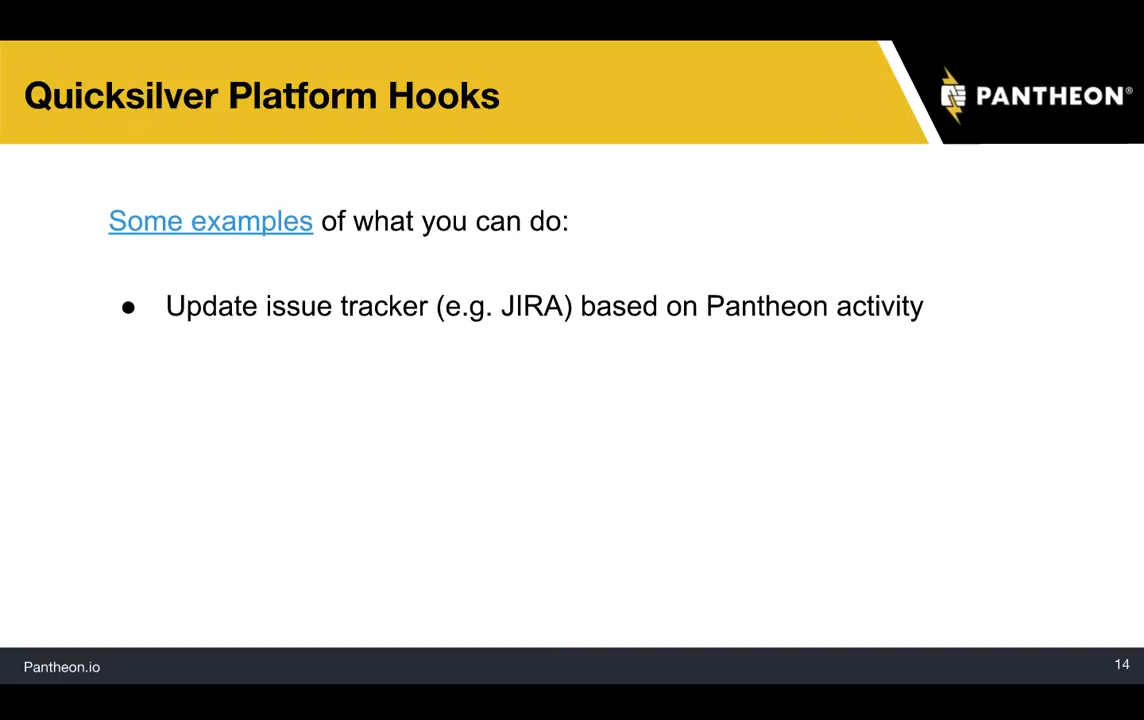 Quicksilver Platform Hooks
PANTHEON®
Some examples of what you can do:
● Update issue tracker (e.g. JIRA) based on Pantheon activity
Pantheon.io
14